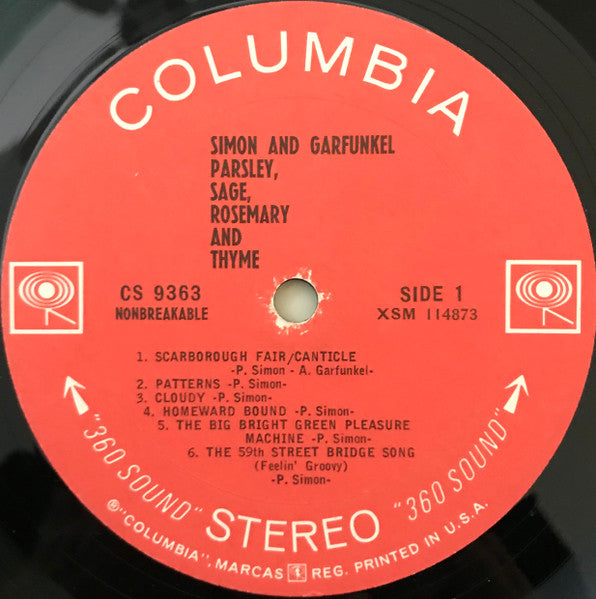 COLUMBIA
SIMON AND GARFUNKEL
PARSLEY,
SAGE,
ROSEMARY
AND
THYME
CS 9363
NONBREAKABLE
SIDE 1
XSM 114873
1. SCARBOROUGH FAIR/CANTICLE
-P. Simon - A. Garfunkel-
2. PATTERNS -P. Simon-
3. CLOUDY -P. Simon-
4. HOMEWARD BOUND -P. Simon-
5. THE BIG BRIGHT GREEN PLEASURE
MACHINE -P. Simon-
6. THE 59th STREET BRIDGE SONG
(Feelin' Groovy)
-P. Simon-
"360 SOUND" STEREO "360 SOUND"
®"COLUMBIA", MARCAS 1 REG. PRINTED IN U.S.A.